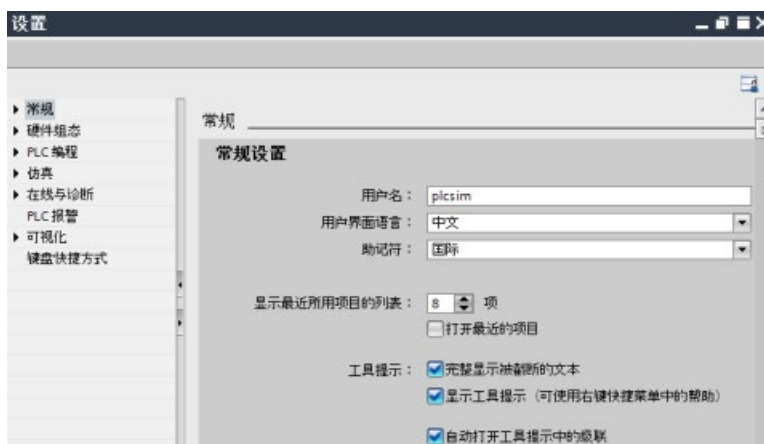 设置
常规
硬件组态
PLC 编程
仿真
在线与诊断
PLC 报警
可视化
键盘快捷方式
常规
常规设置
用户名： plcsim
用户界面语言： 中文
助记符： 国际
显示最近所用项目的列表： 8 项
打开最近的项目
工具提示： 完整显示被截断的文本
显示工具提示（可使用右键快捷菜单中的帮助）
自动打开工具提示中的级联